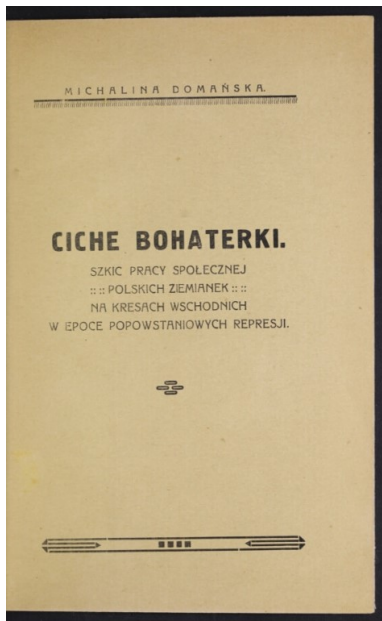 MICHALINA DOMAŃSKA.
CICHE BOHATERKI.
SZKIC PRACY SPOŁECZNEJ
:: :: POLSKICH ZIEMIANEK :: ::
NA KRESACH WSCHODNICH
W EPOCE POPOWSTANIOWYCH REPRESJI.